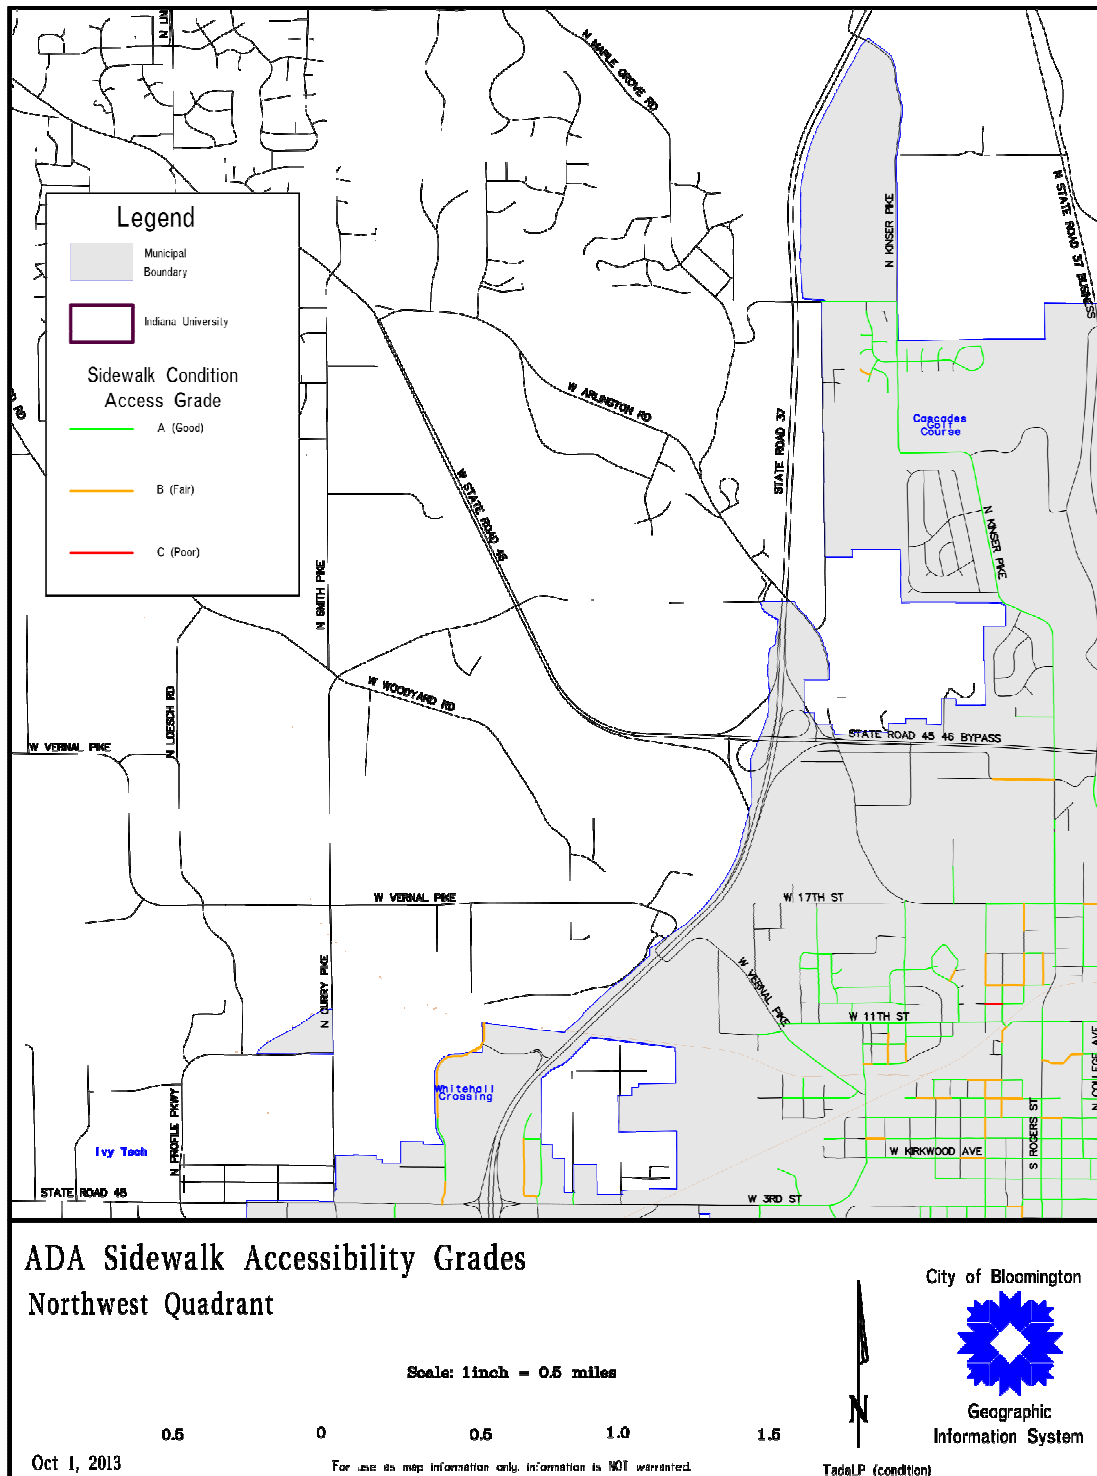 N MAPLE GROVE RD
N KINSER PIKE
N STATE ROAD 37 BUSINESS
Legend
Municipal
Boundary
Indiana University
Sidewalk Condition
Access Grade
A (Good)
B (Fair)
C (Poor)
W ARLINGTON RD
Cascades
Golf
Course
STATE ROAD 37
W STATE ROAD 46
N KINSER PIKE
N SMITH PIKE
W WOODYARD RD
N LOESCH RD
W VERNAL PIKE
STATE ROAD 45 46 BYPASS
W VERNAL PIKE
W 17TH ST
N CURRY PIKE
W VERNAL PIKE
W 11TH ST
N COLLEGE AVE
Whitehall
Crossing
N PROFILE PKWY
S ROGERS ST
Ivy Tech
W KIRKWOOD AVE
STATE ROAD 48
W 3RD ST
ADA Sidewalk Accessibility Grades
Northwest Quadrant
City of Bloomington
Scale: 1inch = 0.5 miles
N
Geographic
Information System
0.5 0 0.5 1.0 1.5
Oct 1, 2013
For use as map information only, information is NOT warranted.
TadaLP (condition)